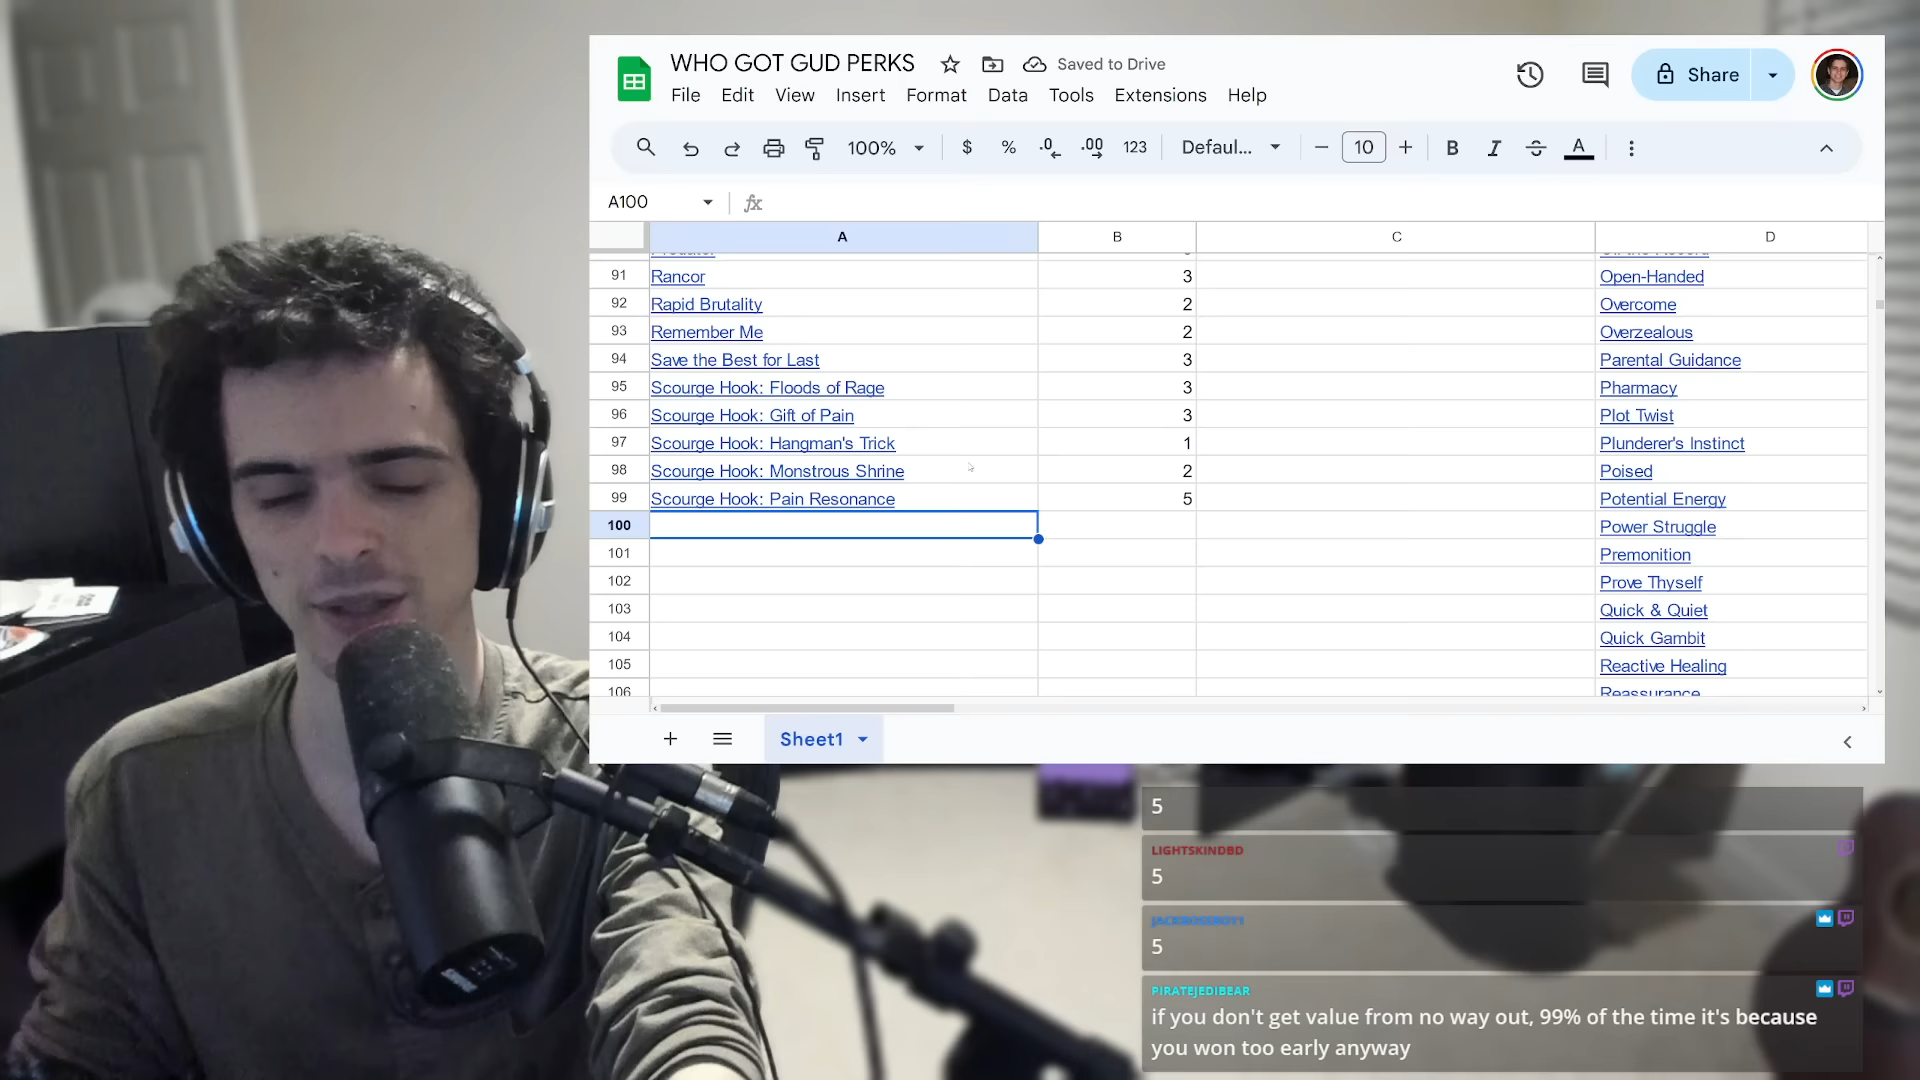 WHO GOT GUD PERKS
Saved to Drive
Share
File Edit View Insert Format Data Tools Extensions Help
100% $ % .0 .00 123 Defaul... 10 B I S A
A100 fx
A B C D
91 Rancor 3 Open-Handed
92 Rapid Brutality 2 Overcome
93 Remember Me 2 Overzealous
94 Save the Best for Last 3 Parental Guidance
95 Scourge Hook: Floods of Rage 3 Pharmacy
96 Scourge Hook: Gift of Pain 3 Plot Twist
97 Scourge Hook: Hangman's Trick 1 Plunderer's Instinct
98 Scourge Hook: Monstrous Shrine 2 Poised
99 Scourge Hook: Pain Resonance 5 Potential Energy
100 Power Struggle
101 Premonition
102 Prove Thyself
103 Quick & Quiet
104 Quick Gambit
105 Reactive Healing
106 Reassurance
Sheet1
5
LIGHTSKINDBD
5
5
PIRATEJEDIBEAR
if you don't get value from no way out, 99% of the time it's because
you won too early anyway